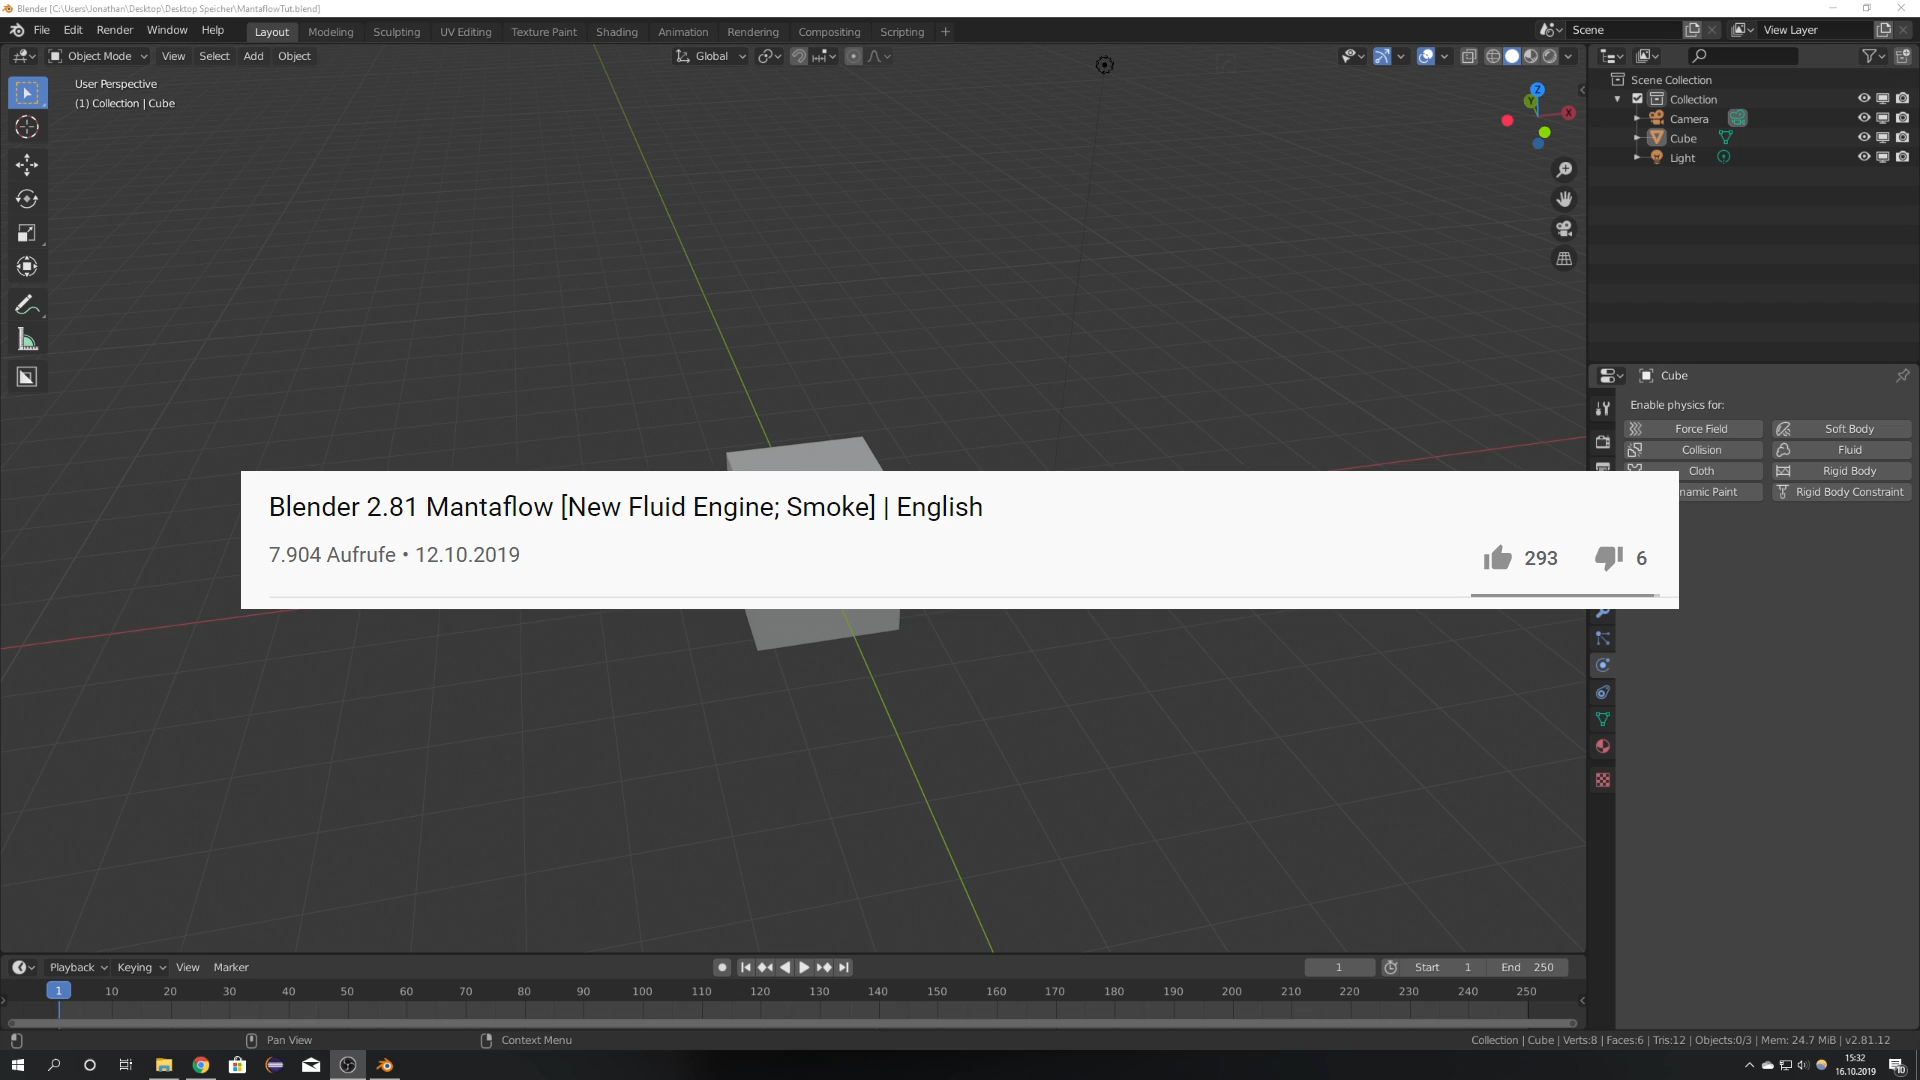 Blender [C:\Users\Jonathan\Desktop\Desktop Speicher\MantaflowTut.blend]
File Edit Render Window Help Layout Modeling Sculpting UV Editing Texture Paint Shading Animation Rendering Compositing Scripting + Scene View Layer
Object Mode View Select Add Object Global
User Perspective
(1) Collection | Cube
Z
Y
X
Scene Collection
Collection
Camera
Cube
Light
Cube
Enable physics for:
Force Field Soft Body
Collision Fluid
Cloth Rigid Body
namic Paint Rigid Body Constraint
Blender 2.81 Mantaflow [New Fluid Engine; Smoke] | English
7.904 Aufrufe • 12.10.2019 293 6
Playback Keying View Marker 1 Start 1 End 250
1 10 20 30 40 50 60 70 80 90 100 110 120 130 140 150 160 170 180 190 200 210 220 230 240 250
Pan View Context Menu Collection | Cube | Verts:8 | Faces:6 | Tris:12 | Objects:0/3 | Mem: 24.7 MiB | v2.81.12
15:32
16.10.2019